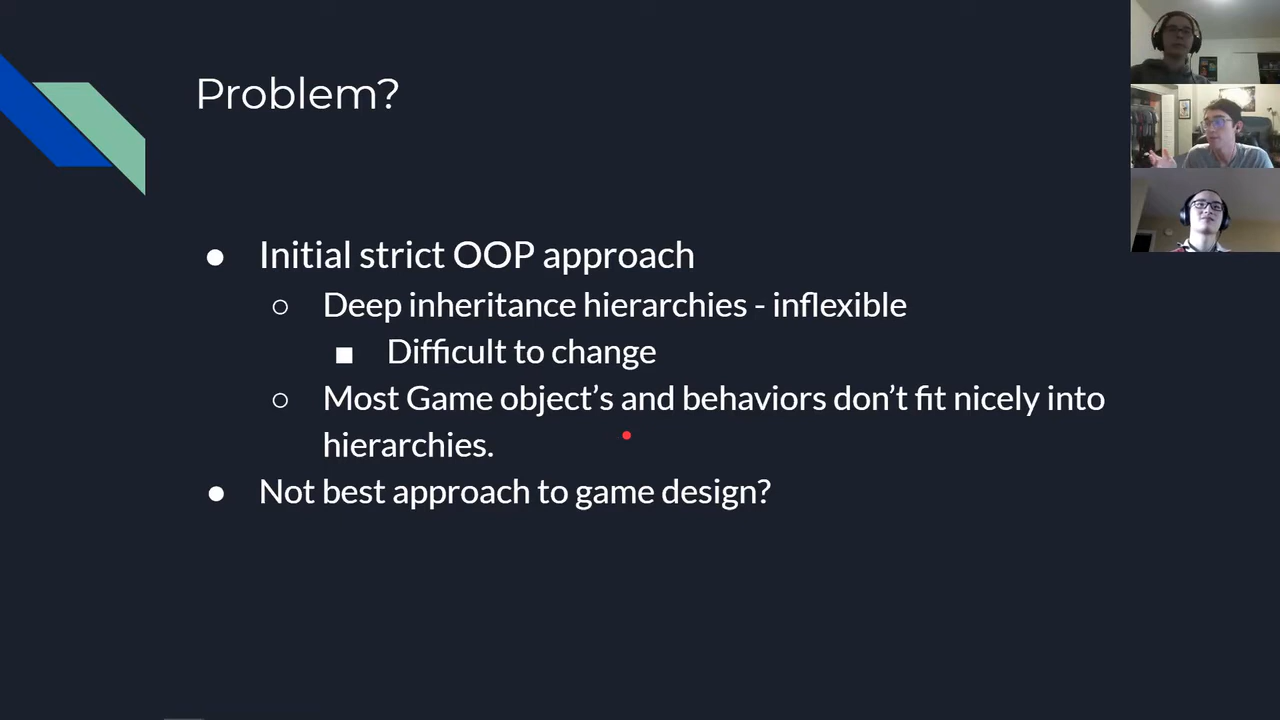 Problem?
● Initial strict OOP approach
○ Deep inheritance hierarchies - inflexible
■ Difficult to change
○ Most Game object’s and behaviors don’t fit nicely into
hierarchies.
● Not best approach to game design?